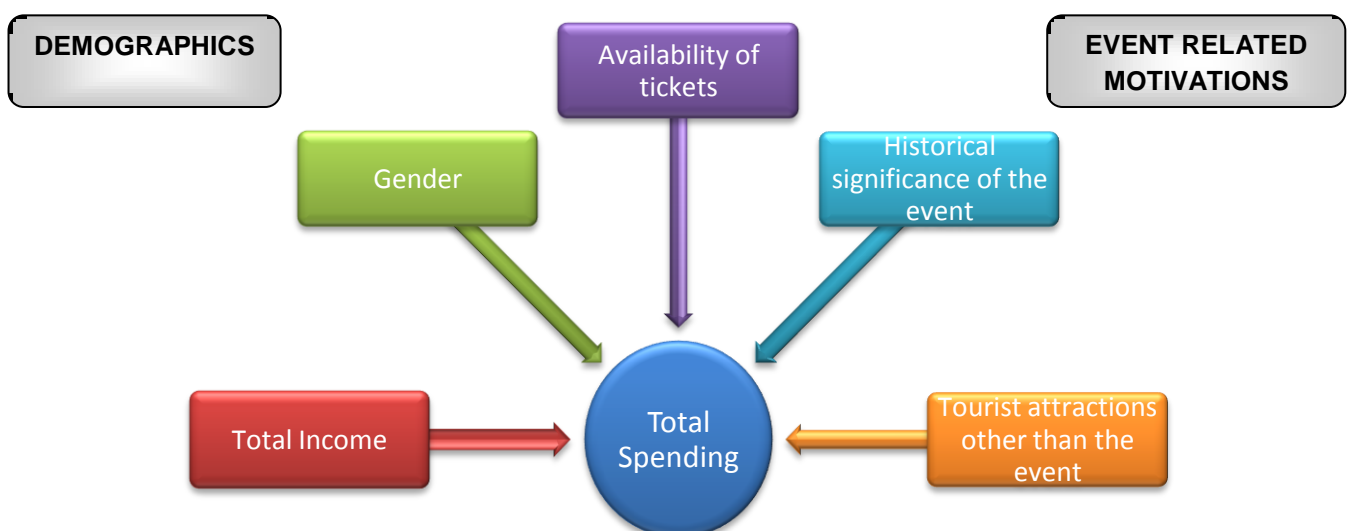 DEMOGRAPHICS
Availability of
tickets
EVENT RELATED
MOTIVATIONS
Gender
Historical
significance of the
event
Total Income
Total
Spending
Tourist attractions
other than the
event